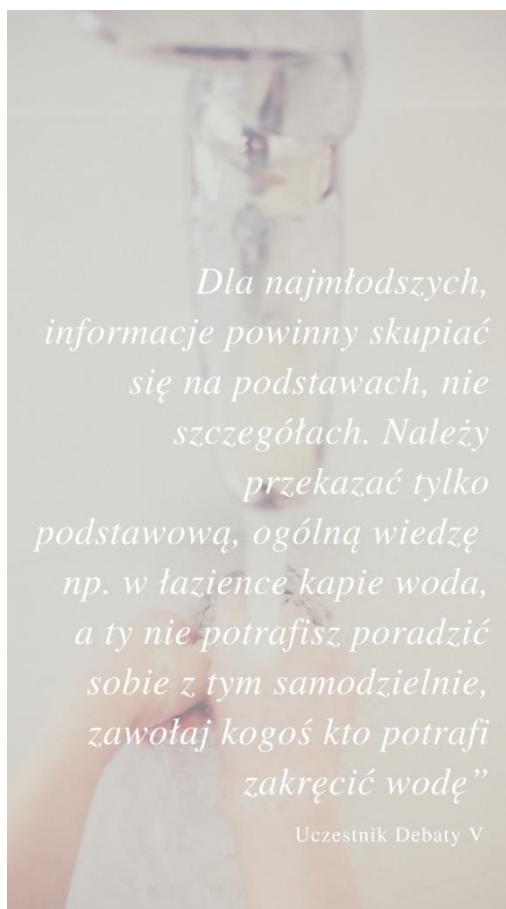 Dla najmłodszych,
informacje powinny skupiać
się na podstawach, nie
szczegółach. Należy
przekazać tylko
podstawową, ogólną wiedzę
np. w łazience kapie woda,
a ty nie potrafisz poradzić
sobie z tym samodzielnie,
zawołaj kogoś kto potrafi
zakręcić wodę”
Uczestnik Debaty V